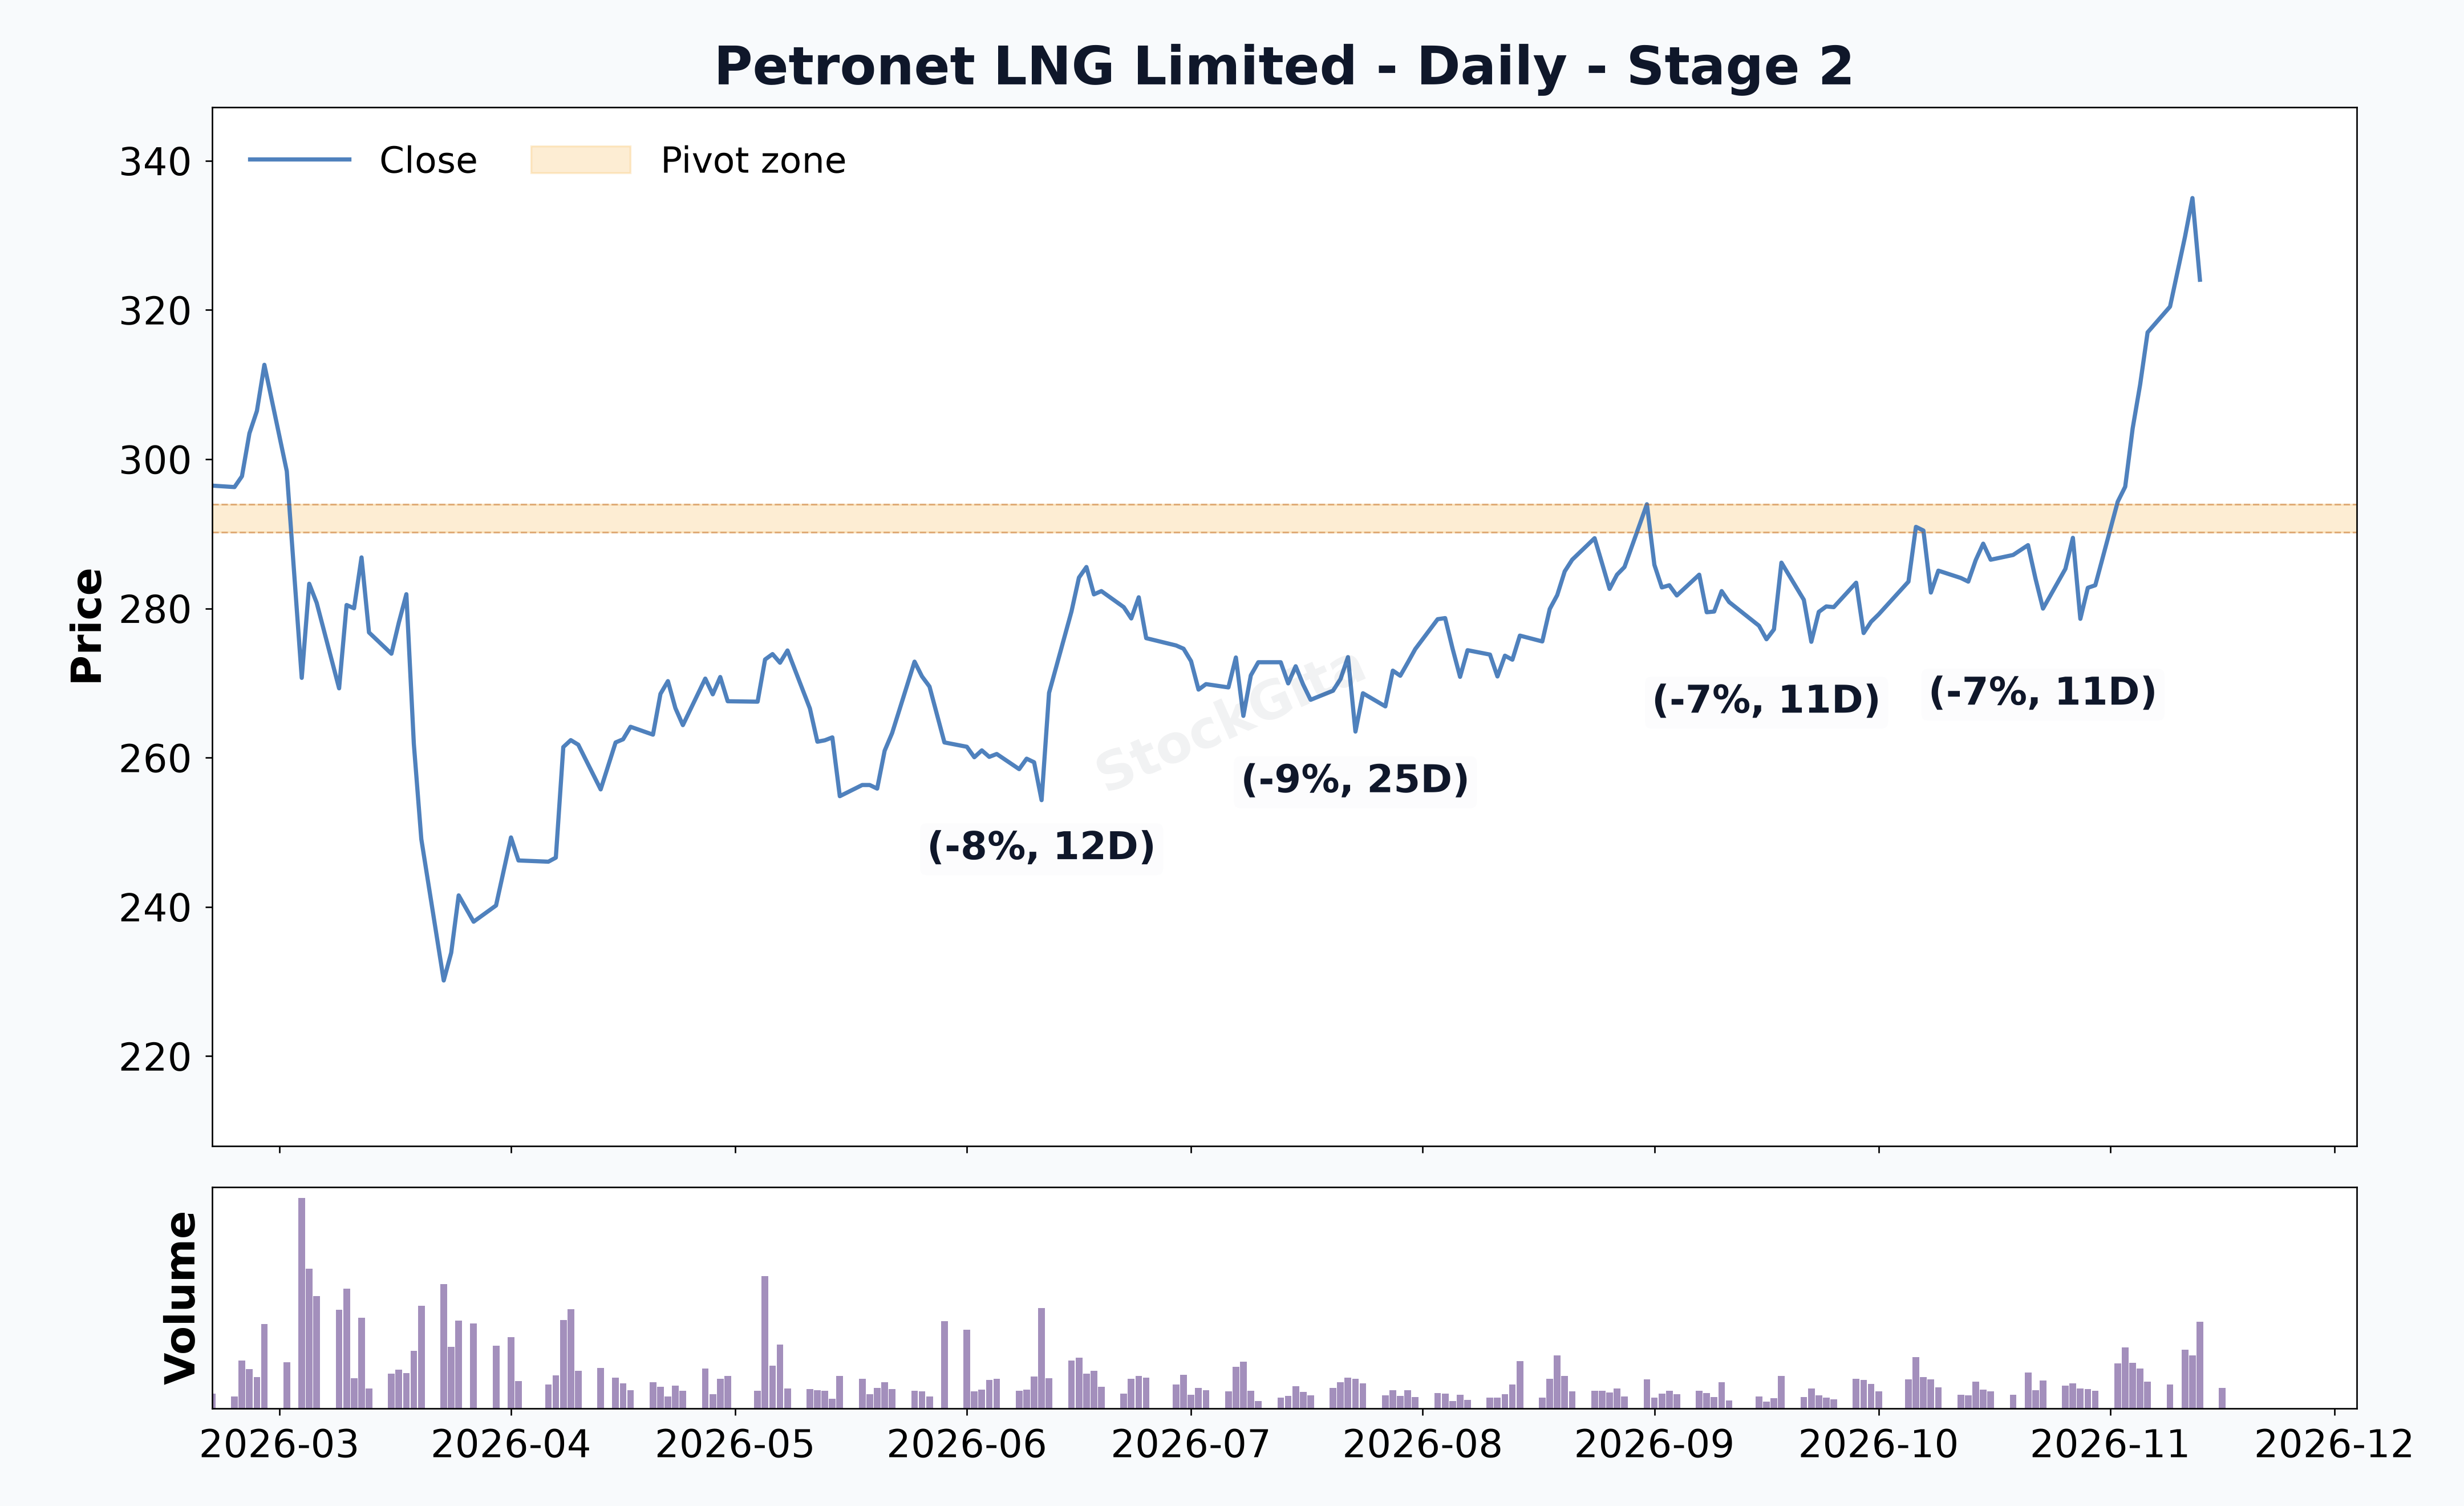 Petronet LNG Limited - Daily - Stage 2
Close
Pivot zone
Price
340
320
300
280
260
240
220
StockGita
(-8%, 12D)
(-9%, 25D)
(-7%, 11D)
(-7%, 11D)
Volume
2026-03
2026-04
2026-05
2026-06
2026-07
2026-08
2026-09
2026-10
2026-11
2026-12